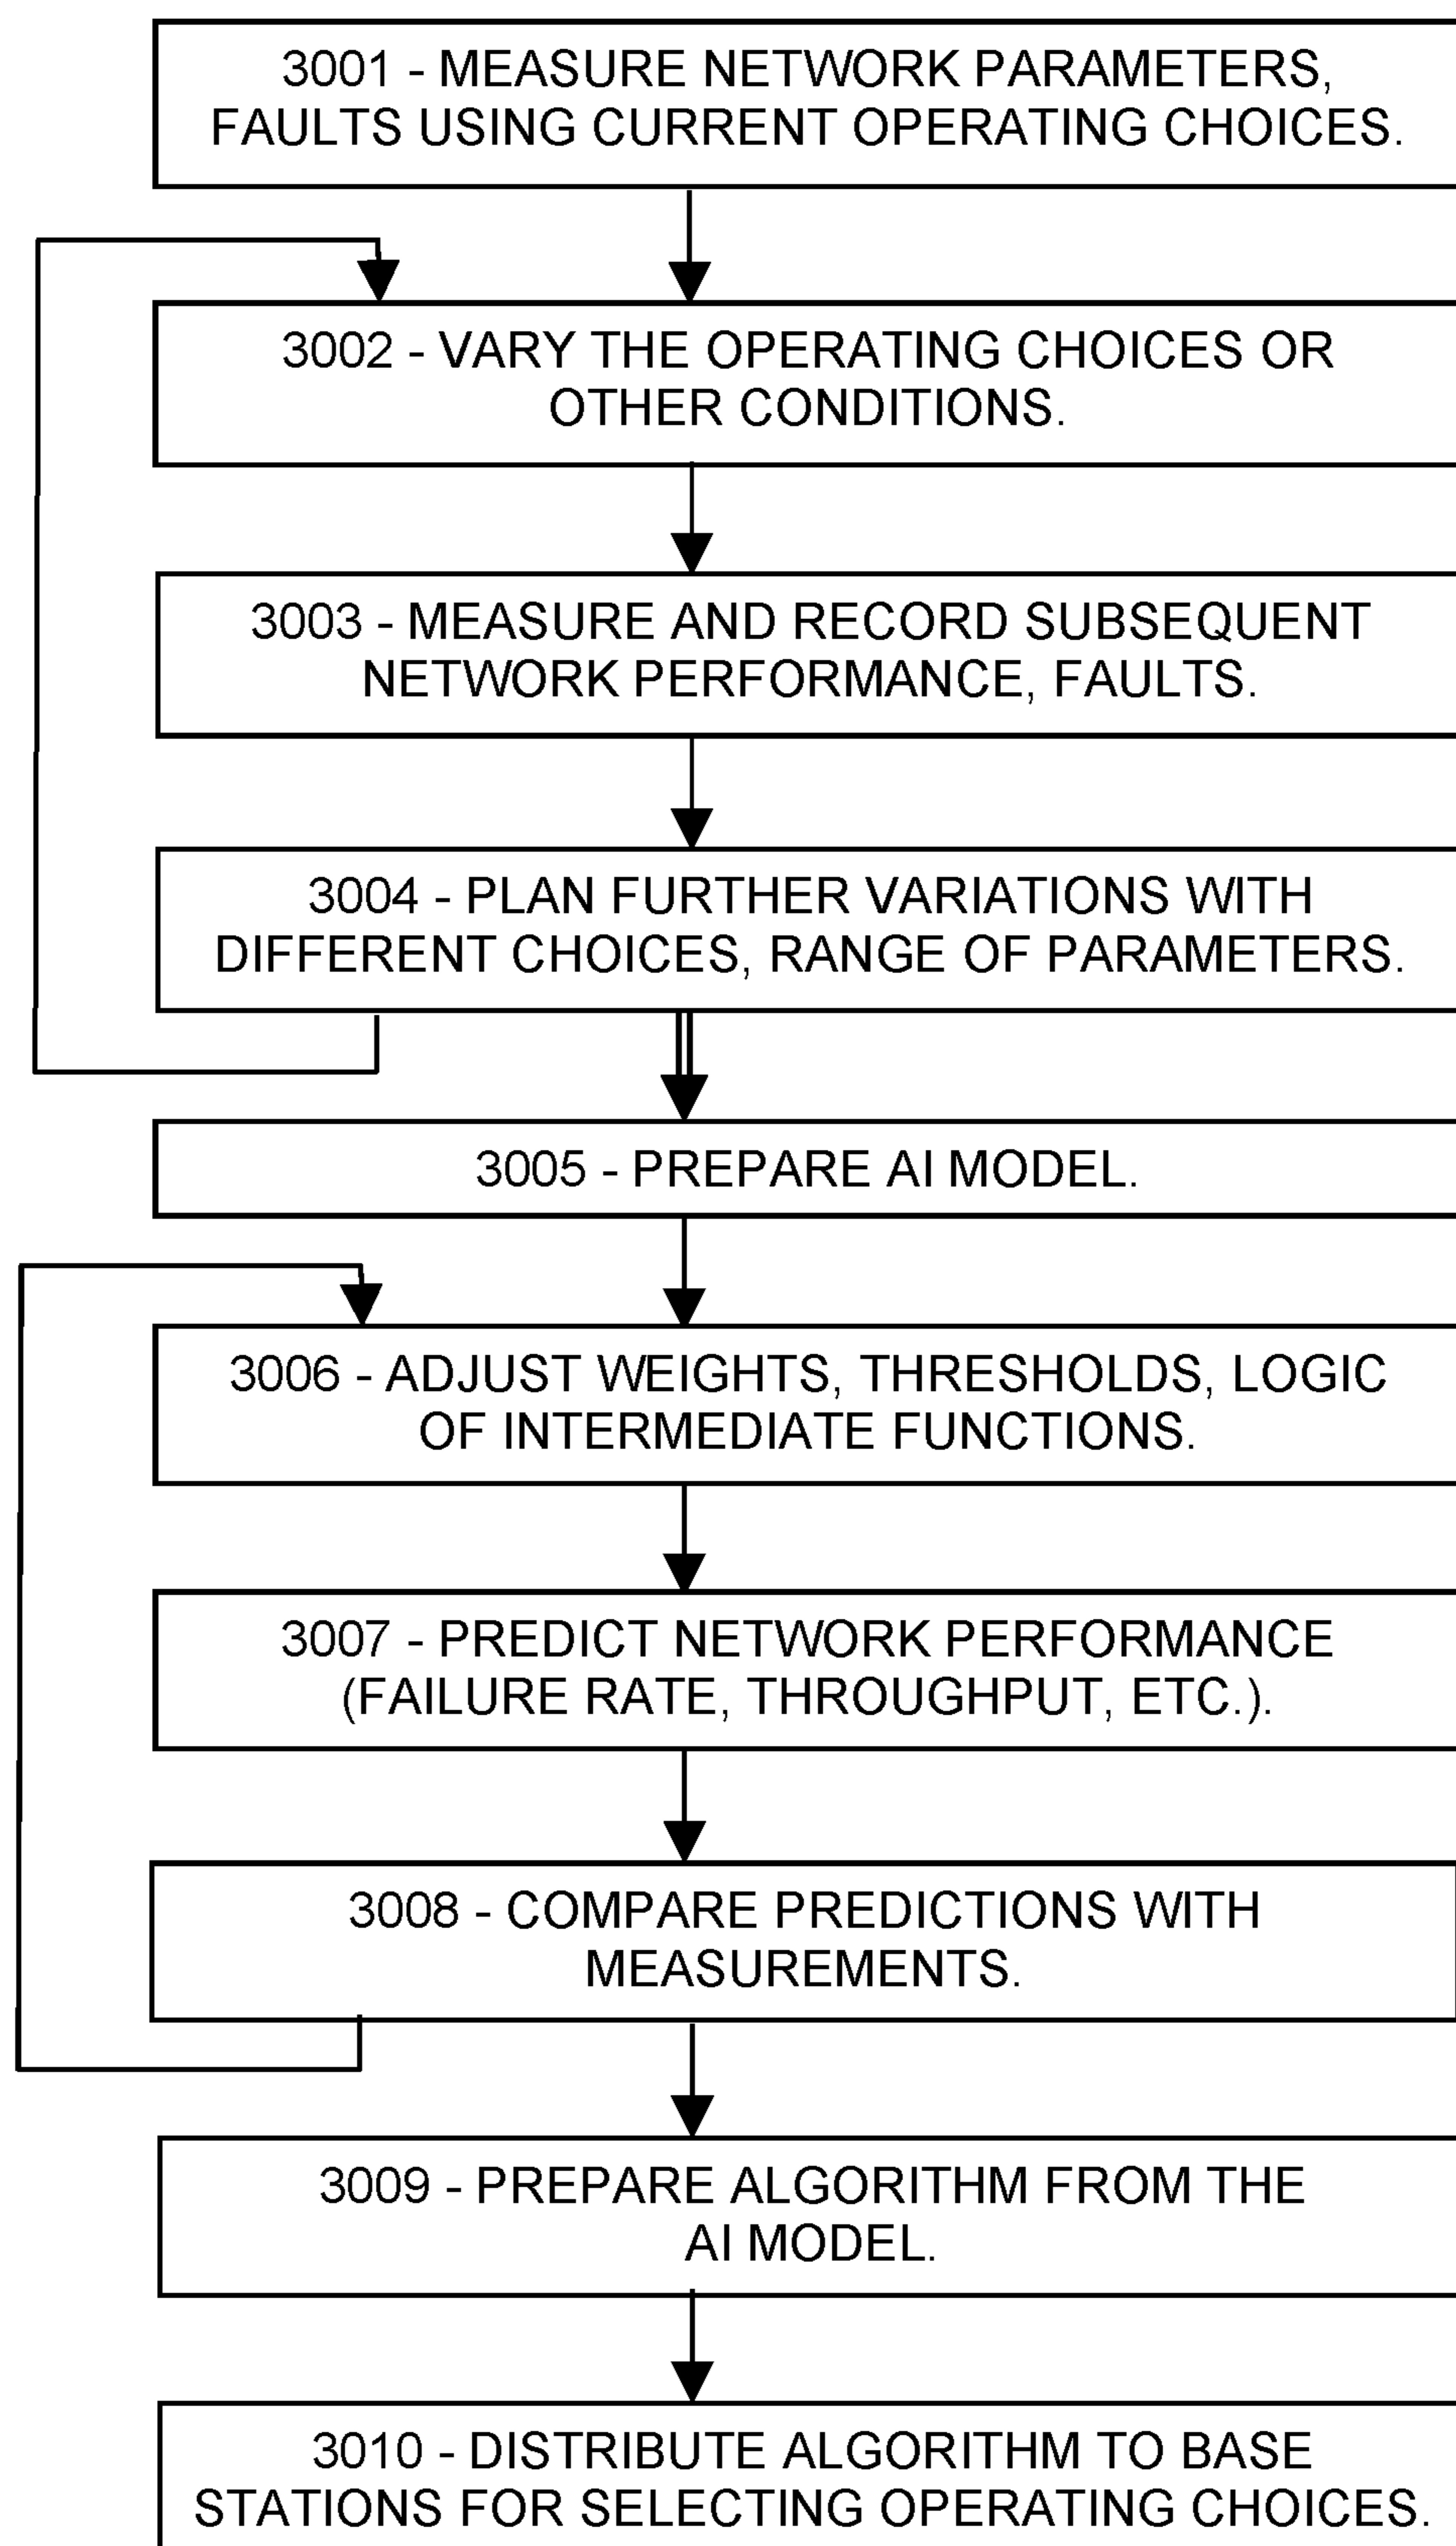 3001 - MEASURE NETWORK PARAMETERS,
FAULTS USING CURRENT OPERATING CHOICES.
3002 - VARY THE OPERATING CHOICES OR
OTHER CONDITIONS.
3003 - MEASURE AND RECORD SUBSEQUENT
NETWORK PERFORMANCE, FAULTS.
3004 - PLAN FURTHER VARIATIONS WITH
DIFFERENT CHOICES, RANGE OF PARAMETERS.
3005 - PREPARE AI MODEL.
3006 - ADJUST WEIGHTS, THRESHOLDS, LOGIC
OF INTERMEDIATE FUNCTIONS.
3007 - PREDICT NETWORK PERFORMANCE
(FAILURE RATE, THROUGHPUT, ETC.).
3008 - COMPARE PREDICTIONS WITH
MEASUREMENTS.
3009 - PREPARE ALGORITHM FROM THE
AI MODEL.
3010 - DISTRIBUTE ALGORITHM TO BASE
STATIONS FOR SELECTING OPERATING CHOICES.